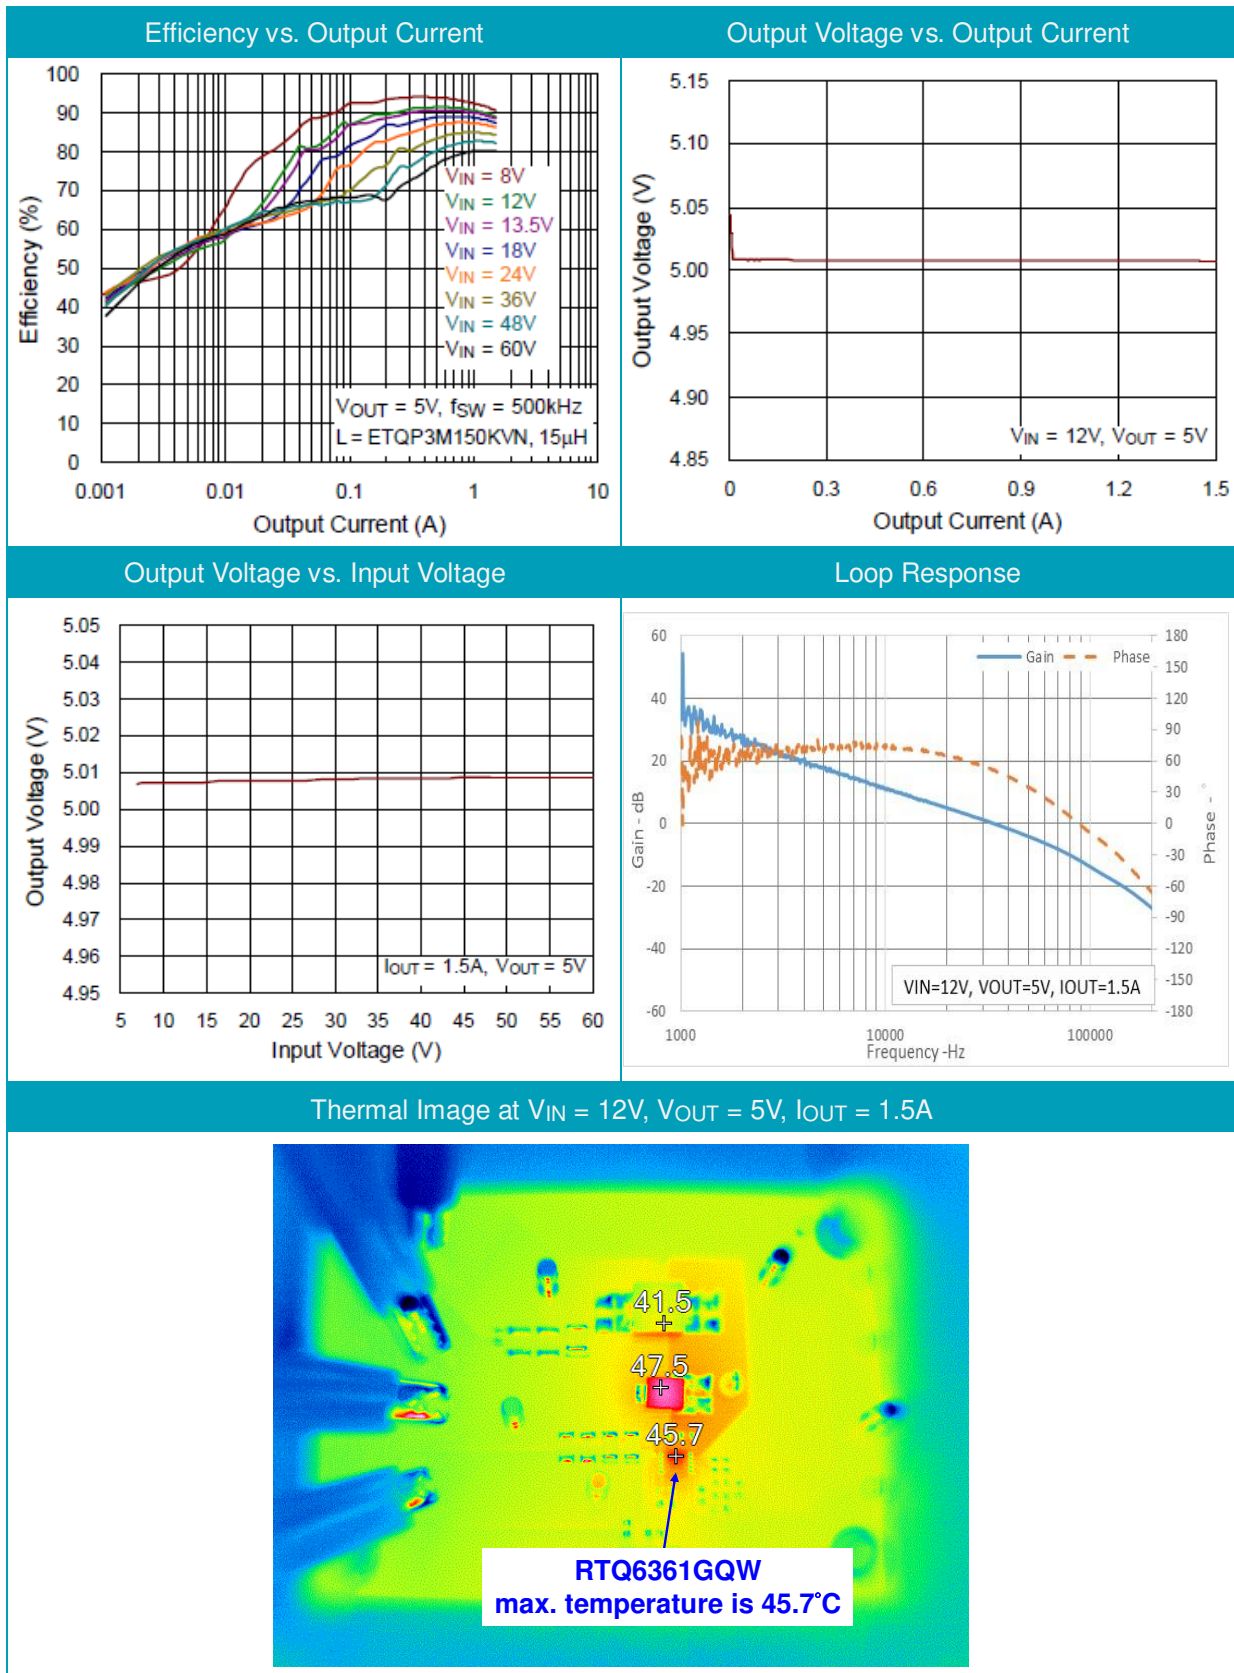 Efficiency vs. Output Current
Output Voltage vs. Output Current
100
90
80
70
60
50
40
30
20
10
0
Efficiency (%)
VIN = 8V
VIN = 12V
VIN = 13.5V
VIN = 18V
VIN = 24V
VIN = 36V
VIN = 48V
VIN = 60V
VOUT = 5V, fSW = 500kHz
L = ETQP3M150KVN, 15µH
0.001 0.01 0.1 1 10
Output Current (A)
5.15
5.10
5.05
5.00
4.95
4.90
4.85
Output Voltage (V)
VIN = 12V, VOUT = 5V
0 0.3 0.6 0.9 1.2 1.5
Output Current (A)
Output Voltage vs. Input Voltage
Loop Response
5.05
5.04
5.03
5.02
5.01
5.00
4.99
4.98
4.97
4.96
4.95
Output Voltage (V)
IOUT = 1.5A, VOUT = 5V
5 10 15 20 25 30 35 40 45 50 55 60
Input Voltage (V)
60
40
20
0
-20
-40
-60
Gain - dB
Gain Phase
180
150
120
90
60
30
0
-30
-60
-90
-120
-150
-180
Phase - °
VIN=12V, VOUT=5V, IOUT=1.5A
1000 10000 100000
Frequency -Hz
Thermal Image at VIN = 12V, VOUT = 5V, IOUT = 1.5A
41.5
47.5
45.7
RTQ6361GQW
max. temperature is 45.7°C